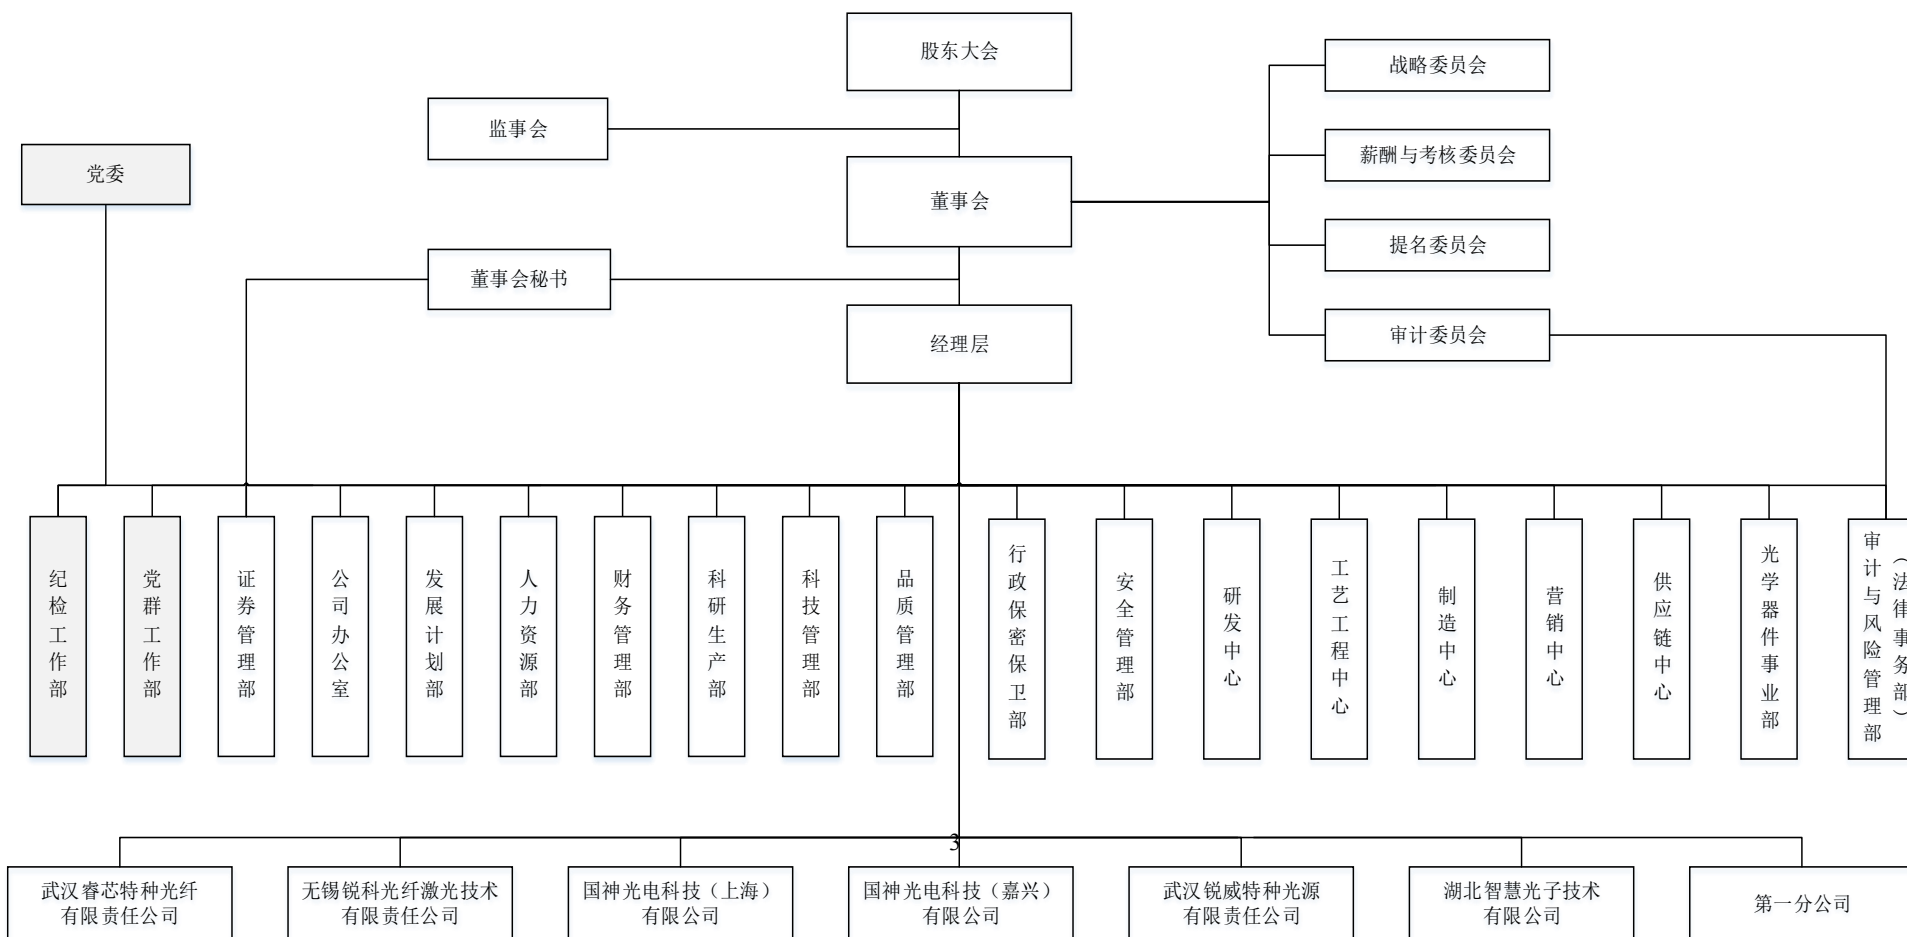 股东大会
战略委员会
监事会
薪酬与考核委员会
党委
董事会
提名委员会
董事会秘书
经理层
审计委员会
纪检工作部
党群工作部
证券管理部
公司办公室
发展计划部
人力资源部
财务管理部
科研生产部
科技管理部
品质管理部
行政保密保卫部
安全管理部
研发中心
工艺工程中心
制造中心
营销中心
供应链中心
光学器件事业部
审计与风险管理部
（法律事务部）
3
武汉睿芯特种光纤
有限责任公司
无锡锐科光纤激光技术
有限责任公司
国神光电科技（上海）
有限公司
国神光电科技（嘉兴）
有限公司
武汉锐威特种光源
有限责任公司
湖北智慧光子技术
有限公司
第一分公司